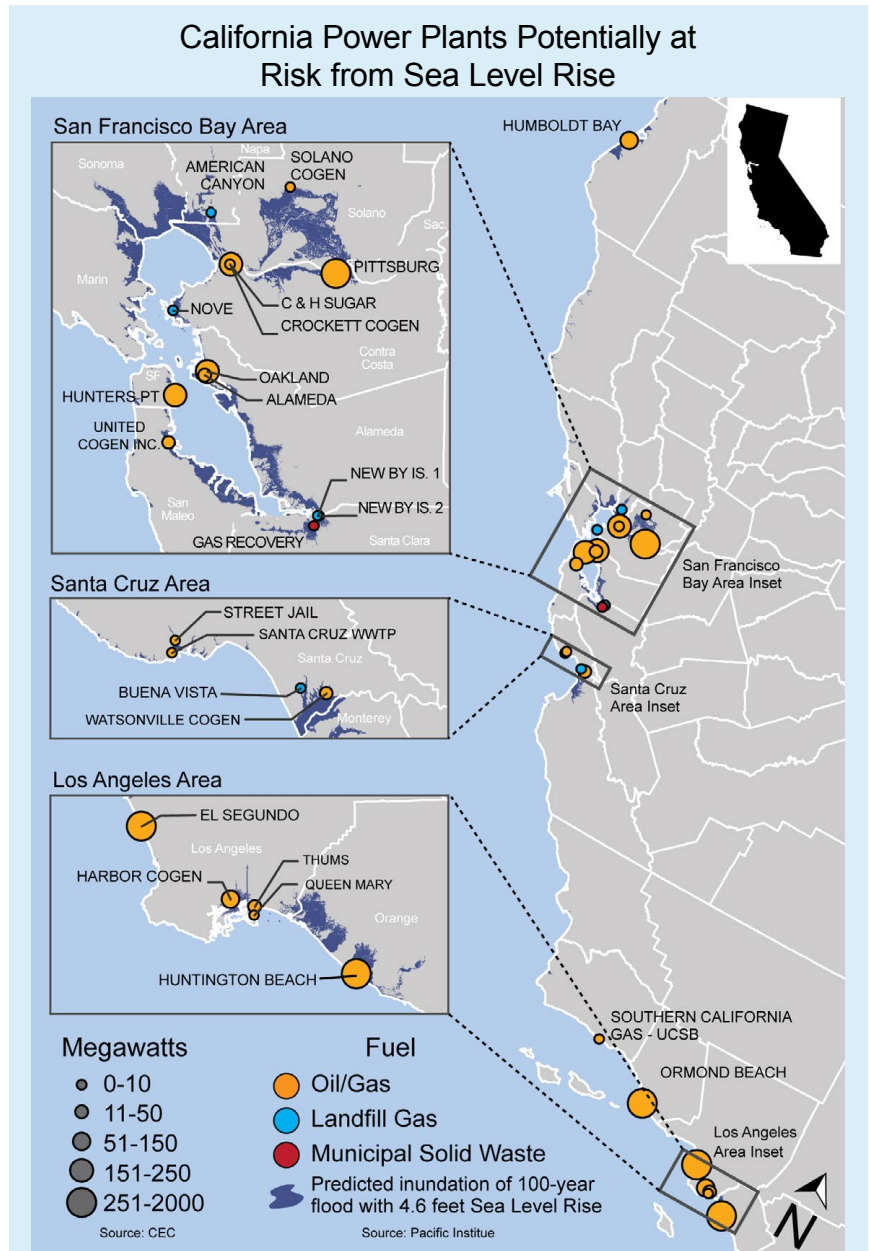 California Power Plants Potentially at
Risk from Sea Level Rise
San Francisco Bay Area
Sonoma
Napa
AMERICAN
CANYON
SOLANO
COGEN
Solano
Sac.
Marin
PITTSBURG
NOVE
C & H SUGAR
CROCKETT COGEN
Contra
Costa
SF
OAKLAND
HUNTERS PT
ALAMEDA
UNITED
COGEN INC.
Alameda
NEW BY IS. 1
San
Mateo
NEW BY IS. 2
GAS RECOVERY
Santa Clara
Santa Cruz Area
STREET JAIL
SANTA CRUZ WWTP
Santa Cruz
BUENA VISTA
WATSONVILLE COGEN
Monterey
Los Angeles Area
EL SEGUNDO
Los Angeles
THUMS
HARBOR COGEN
QUEEN MARY
Orange
HUNTINGTON BEACH
HUMBOLDT BAY
San Francisco
Bay Area Inset
Santa Cruz
Area Inset
SOUTHERN CALIFORNIA
GAS - UCSB
ORMOND BEACH
Los Angeles
Area Inset
N
Megawatts
0-10
11-50
51-150
151-250
251-2000
Source: CEC
Fuel
Oil/Gas
Landfill Gas
Municipal Solid Waste
Predicted inundation of 100-year
flood with 4.6 feet Sea Level Rise
Source: Pacific Institue